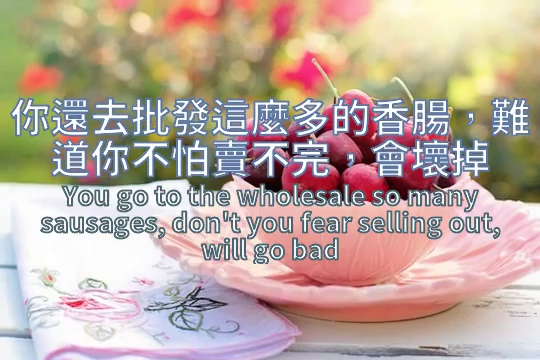 你還去批發這麼多的香腸，難
道你不怕賣不完，會壞掉
You go to the wholesale so many
sausages, don't you fear selling out,
will go bad